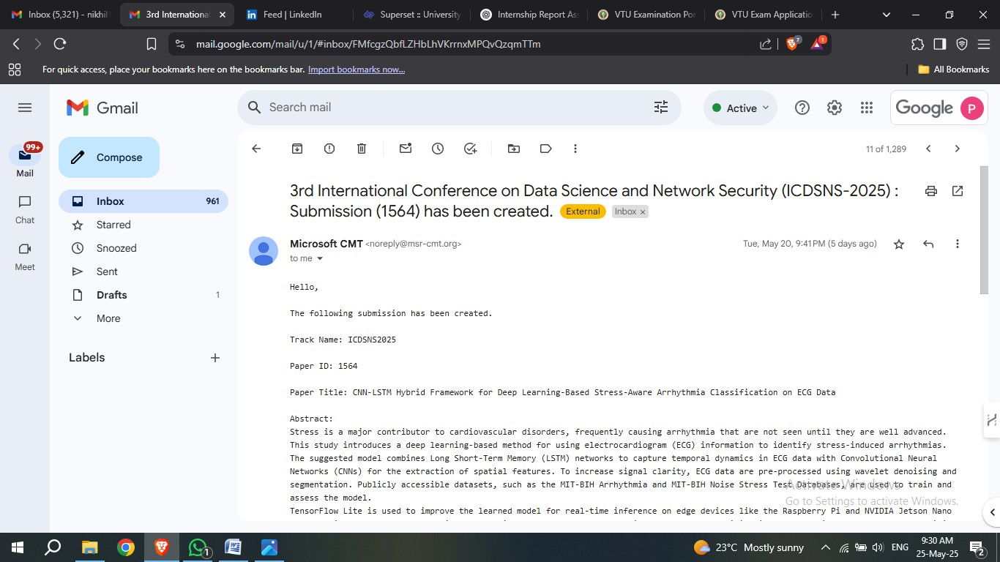 Inbox (5,321) - nikhil
3rd International
Feed | LinkedIn
Superset :: University
Internship Report As
VTU Examination Po
VTU Exam Applicatio
mail.google.com/mail/u/1/#inbox/FMfcgzQbfLZHbLhVKrrnxMPQvQzqmTTm
7
1
For quick access, place your bookmarks here on the bookmarks bar. Import bookmarks now...
All Bookmarks
Gmail
Search mail
Active
Google
P
99+
Mail
Chat
Meet
Compose
Inbox 961
Starred
Snoozed
Sent
Drafts 1
More
Labels
11 of 1,289
3rd International Conference on Data Science and Network Security (ICDSNS-2025) :
Submission (1564) has been created. External Inbox x
Microsoft CMT <noreply@msr-cmt.org>
Tue, May 20, 9:41 PM (5 days ago)
to me
Hello,
The following submission has been created.
Track Name: ICDSNS2025
Paper ID: 1564
Paper Title: CNN-LSTM Hybrid Framework for Deep Learning-Based Stress-Aware Arrhythmia Classification on ECG Data
Abstract:
Stress is a major contributor to cardiovascular disorders, frequently causing arrhythmia that are not seen until they are well advanced.
This study introduces a deep learning-based method for using electrocardiogram (ECG) information to identify stress-induced arrhythmias.
The suggested model combines Long Short-Term Memory (LSTM) networks to capture temporal dynamics in ECG data with Convolutional Neural
Networks (CNNs) for the extraction of spatial features. To increase signal clarity, ECG data are pre-processed using wavelet denoising and
segmentation. Publicly accessible datasets, such as the MIT-BIH Arrhythmia and MIT-BIH Noise Stress Test Databases, are used to train and
assess the model.
TensorFlow Lite is used to improve the learned model for real-time inference on edge devices like the Raspberry Pi and NVIDIA Jetson Nano
Activate Windows
Go to Settings to activate Windows.
1
23°C Mostly sunny
ENG
9:30 AM
25-May-25
2